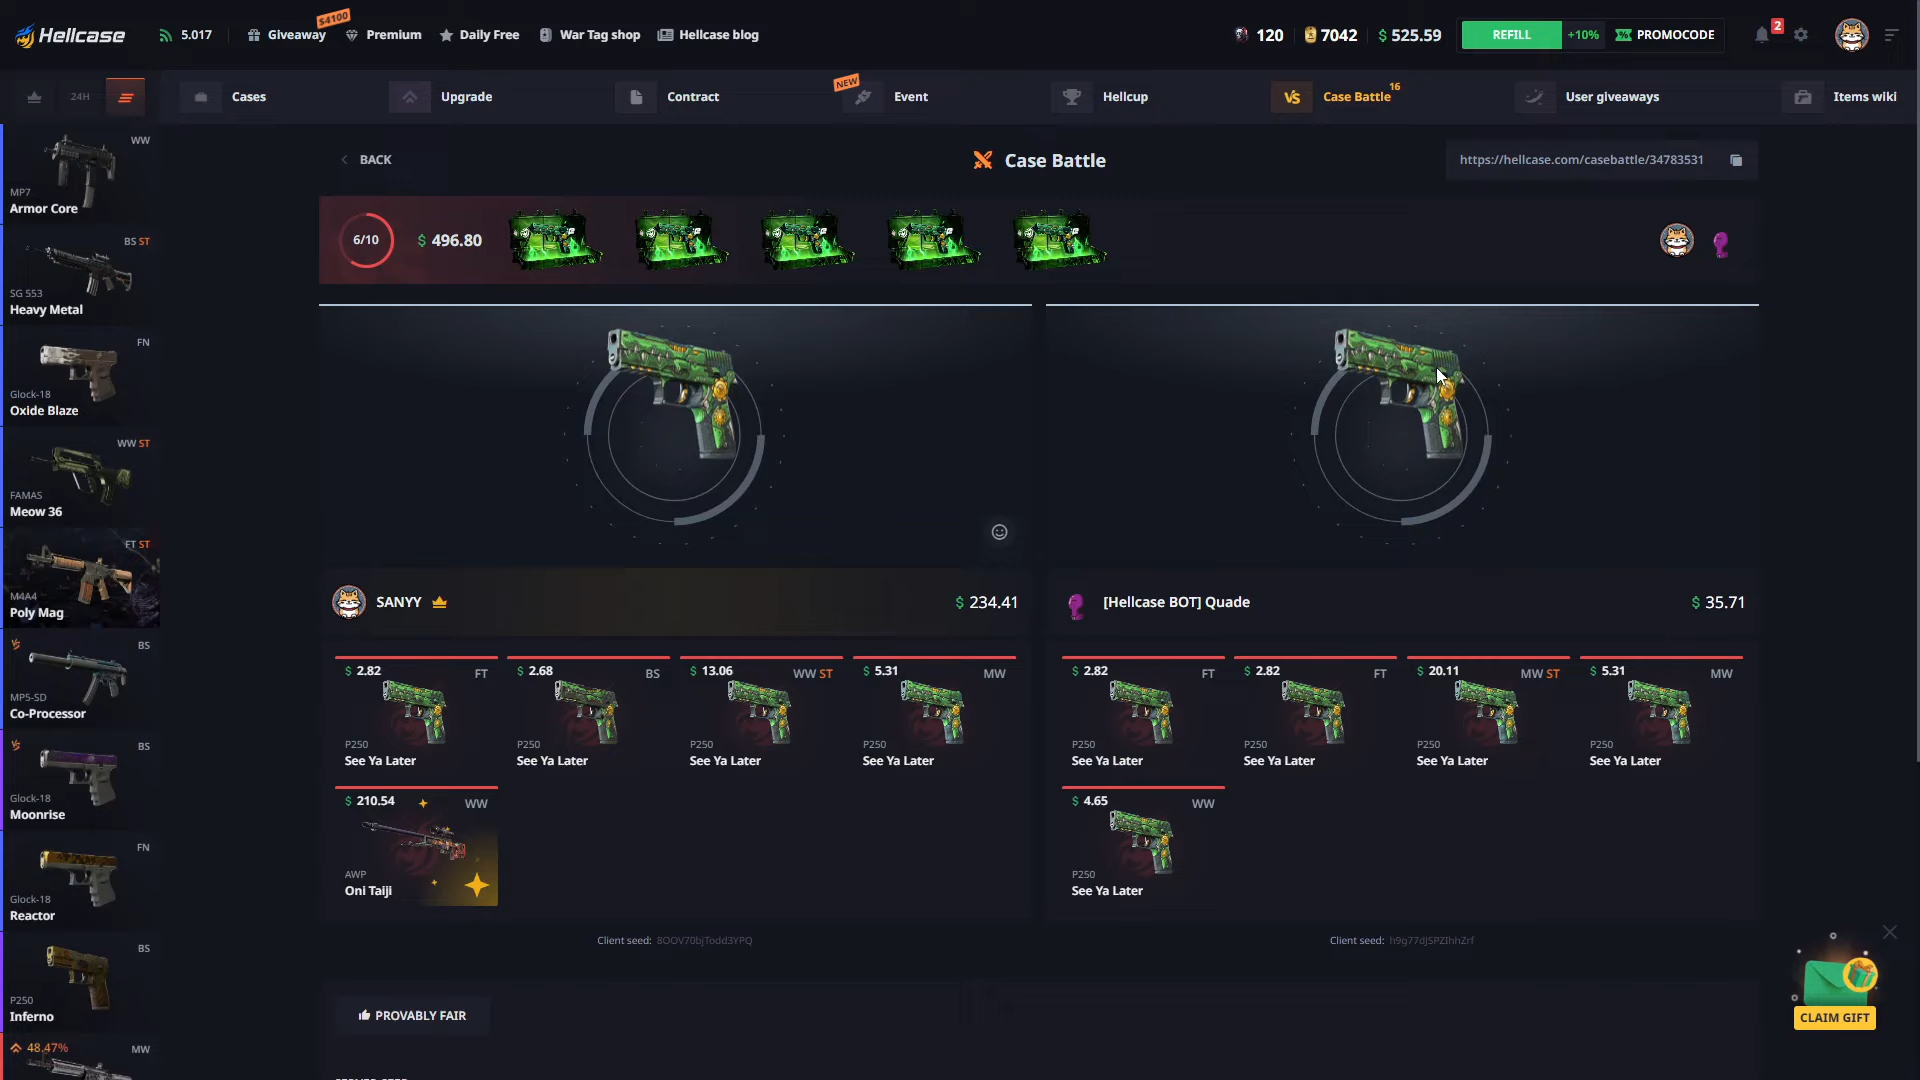 Hellcase
5.017
Giveaway
$4100
Premium
Daily Free
War Tag shop
Hellcase blog
120
7042
$ 525.59
REFILL
+10%
PROMOCODE
2
24H
Cases
Upgrade
Contract
NEW
Event
Hellcup
VS
Case Battle
16
User giveaways
Items wiki
BACK
Case Battle
https://hellcase.com/casebattle/34783531
6/10
$ 496.80
WW
MP7
Armor Core
BS ST
SG 553
Heavy Metal
FN
Glock-18
Oxide Blaze
WW ST
FAMAS
Meow 36
FT ST
M4A4
Poly Mag
BS
MP5-SD
Co-Processor
BS
Glock-18
Moonrise
FN
Glock-18
Reactor
BS
P250
Inferno
48.47%
MW
SANYY
$ 234.41
$ 2.82
FT
P250
See Ya Later
$ 2.68
BS
P250
See Ya Later
$ 13.06
WW ST
P250
See Ya Later
$ 5.31
MW
P250
See Ya Later
$ 210.54
WW
AWP
Oni Taiji
Client seed: 8OOV70bjTodd3YPQ
[Hellcase BOT] Quade
$ 35.71
$ 2.82
FT
P250
See Ya Later
$ 2.82
FT
P250
See Ya Later
$ 20.11
MW ST
P250
See Ya Later
$ 5.31
MW
P250
See Ya Later
$ 4.65
WW
P250
See Ya Later
Client seed:
PROVABLY FAIR
CLAIM GIFT